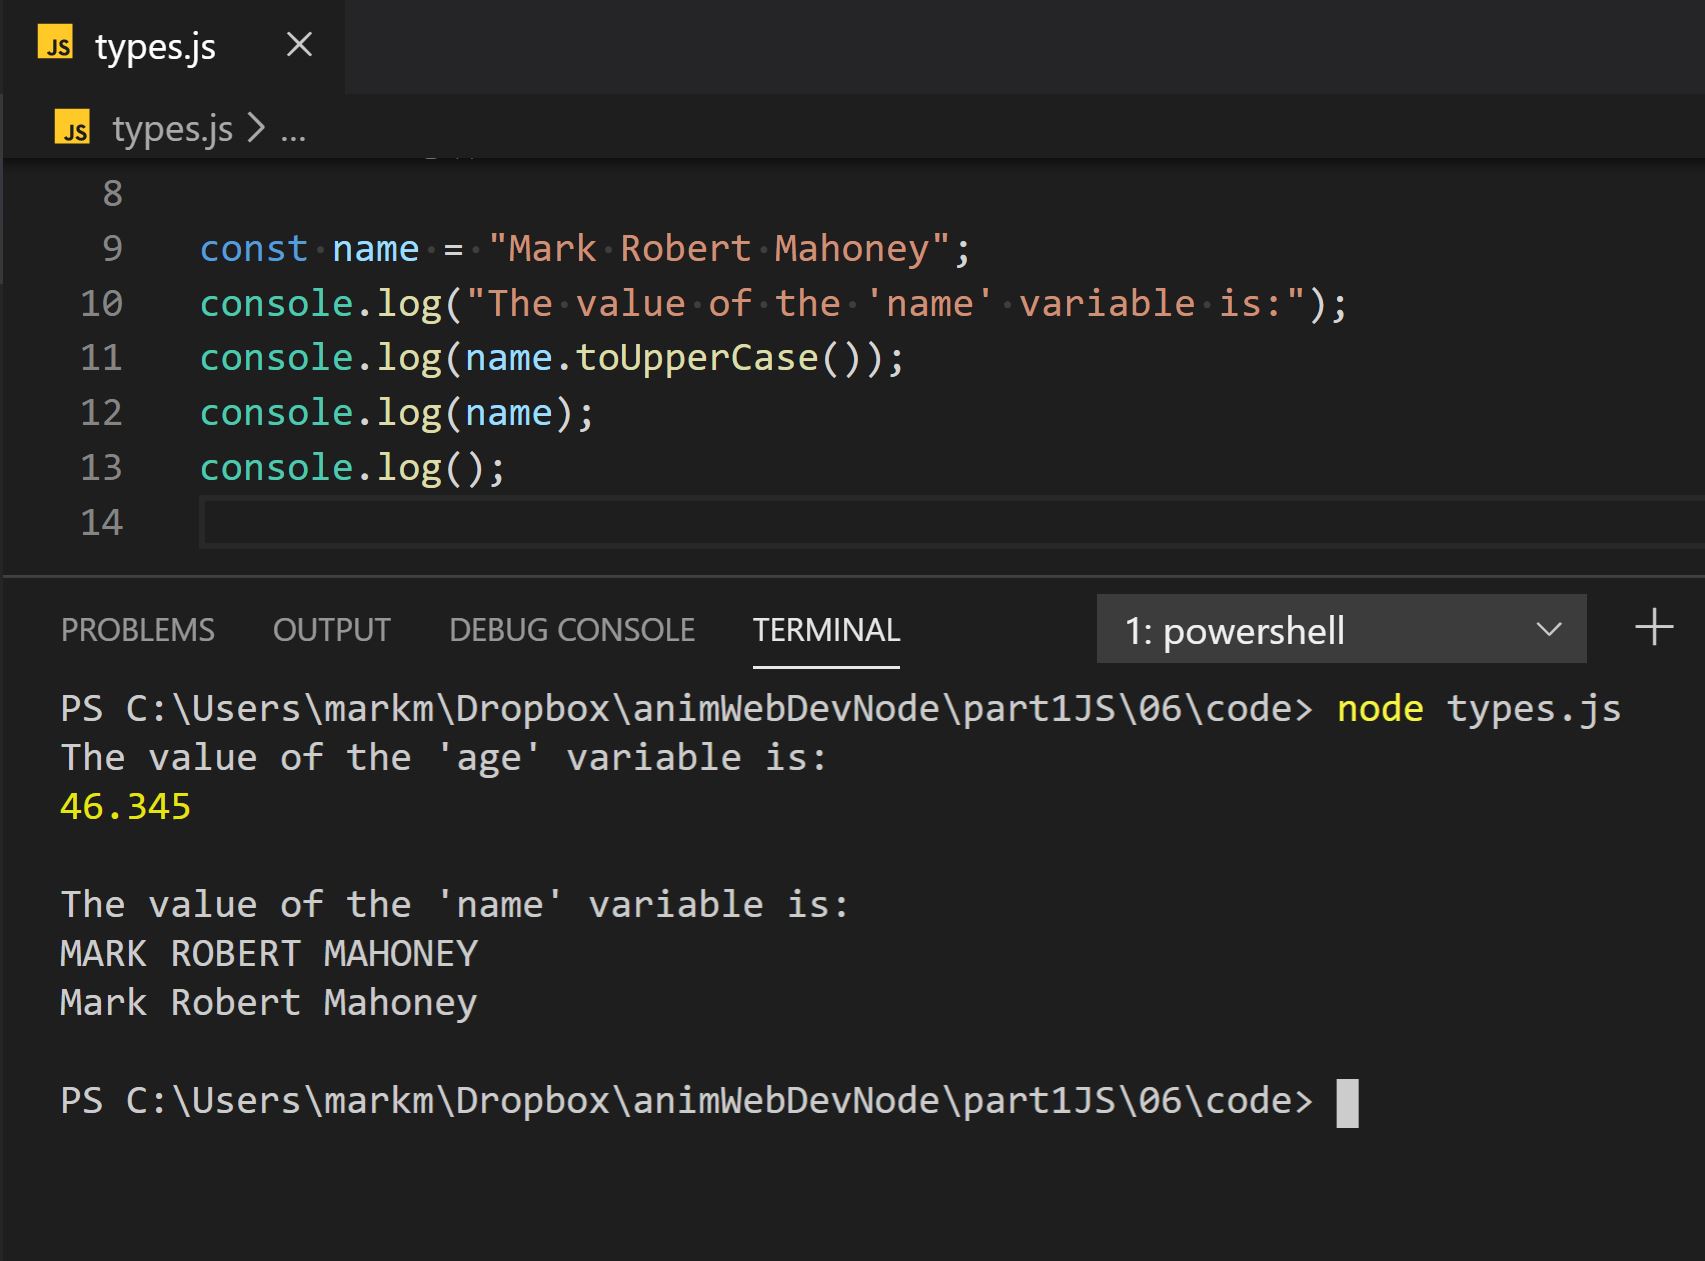 JS types.js
JS types.js > ...
8
9 const name = "Mark Robert Mahoney";
10 console.log("The value of the 'name' variable is:");
11 console.log(name.toUpperCase());
12 console.log(name);
13 console.log();
14
PROBLEMS OUTPUT DEBUG CONSOLE TERMINAL 1: powershell
PS C:\Users\markm\Dropbox\animWebDevNode\part1JS\06\code> node types.js
The value of the 'age' variable is:
46.345
The value of the 'name' variable is:
MARK ROBERT MAHONEY
Mark Robert Mahoney
PS C:\Users\markm\Dropbox\animWebDevNode\part1JS\06\code>